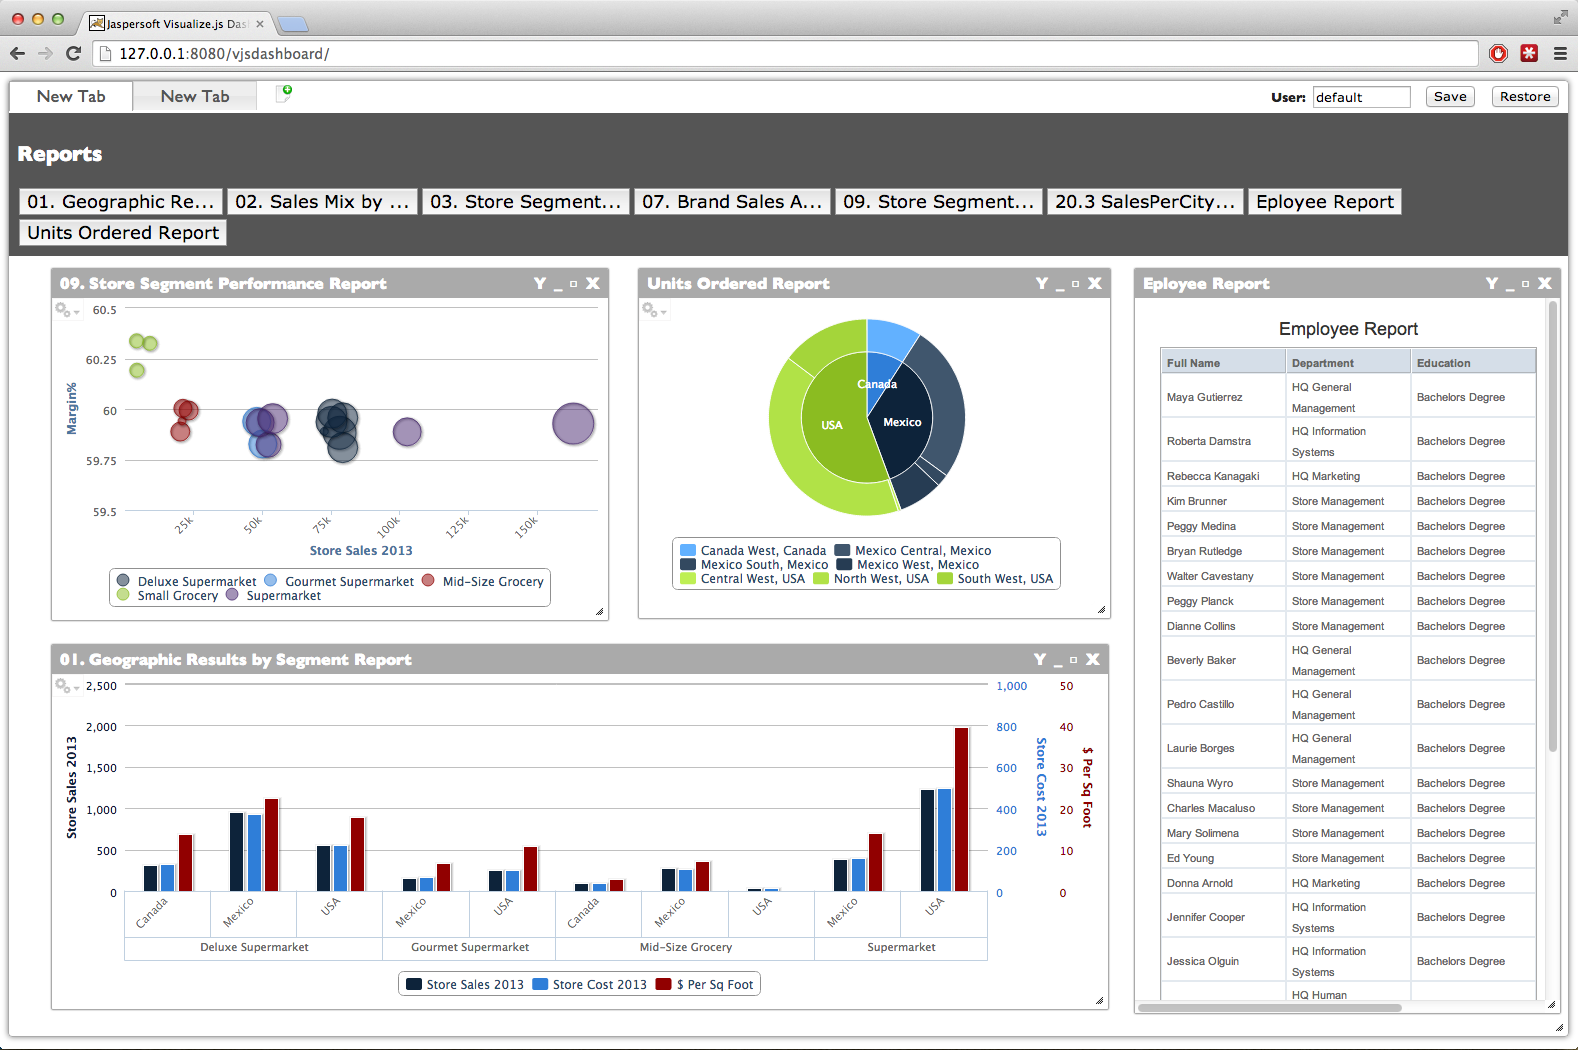 Jaspersoft Visualize.js Das
127.0.0.1:8080/vjsdashboard/
New Tab
New Tab
User: default Save Restore
Reports
01. Geographic Re... 02. Sales Mix by ... 03. Store Segment... 07. Brand Sales A... 09. Store Segment... 20.3 SalesPerCity... Eployee Report
Units Ordered Report
09. Store Segment Performance Report
60.5
60.25
60
59.75
59.5
Margin%
25k 50k 75k 100k 125k 150k
Store Sales 2013
Deluxe Supermarket Gourmet Supermarket Mid-Size Grocery
Small Grocery Supermarket
Units Ordered Report
Canada
Mexico
USA
Canada West, Canada Mexico Central, Mexico
Mexico South, Mexico Mexico West, Mexico
Central West, USA North West, USA South West, USA
Eployee Report
Employee Report
Full Name Department Education
Maya Gutierrez HQ General Management Bachelors Degree
Roberta Damstra HQ Information Systems Bachelors Degree
Rebecca Kanagaki HQ Marketing Bachelors Degree
Kim Brunner Store Management Bachelors Degree
Peggy Medina Store Management Bachelors Degree
Bryan Rutledge Store Management Bachelors Degree
Walter Cavestany Store Management Bachelors Degree
Peggy Planck Store Management Bachelors Degree
Dianne Collins Store Management Bachelors Degree
Beverly Baker HQ General Management Bachelors Degree
Pedro Castillo HQ General Management Bachelors Degree
Laurie Borges HQ General Management Bachelors Degree
Shauna Wyro Store Management Bachelors Degree
Charles Macaluso Store Management Bachelors Degree
Mary Solimena Store Management Bachelors Degree
Ed Young Store Management Bachelors Degree
Donna Arnold HQ Marketing Bachelors Degree
Jennifer Cooper HQ Information Systems Bachelors Degree
Jessica Olguin HQ Information Systems Bachelors Degree
HQ Human
01. Geographic Results by Segment Report
2,500
2,000
1,500
1,000
500
0
Store Sales 2013
1,000
800
600
400
200
0
Store Cost 2013
50
40
30
20
10
0
$ Per Sq Foot
Canada Mexico USA Mexico USA Canada Mexico USA Mexico USA
Deluxe Supermarket Gourmet Supermarket Mid-Size Grocery Supermarket
Store Sales 2013 Store Cost 2013 $ Per Sq Foot